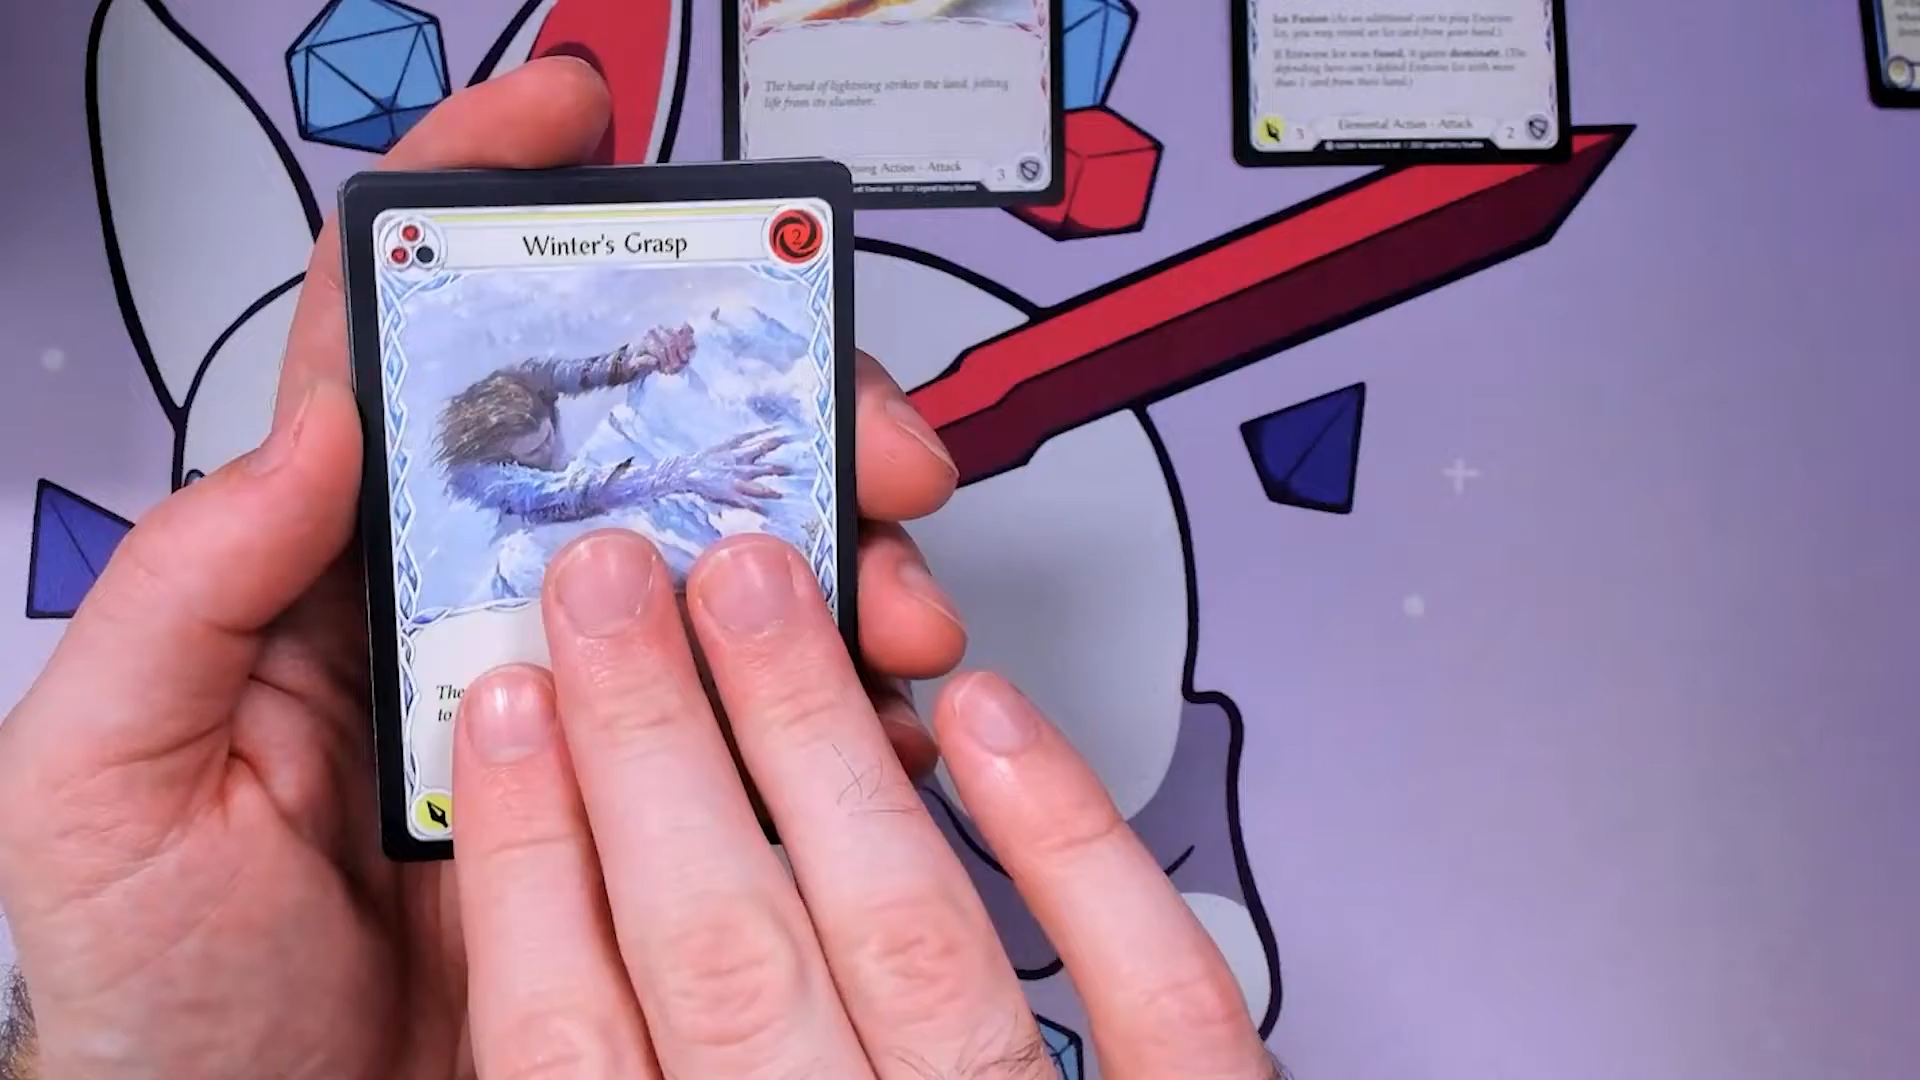 The hand of lightning strikes the land, jolting
life from its slumber.
Action - Attack
3
Ice Fusion (As an additional cost to play Entwine
Ice, you may reveal an Ice card from your hand.)
If Entwine Ice was fused, it gains dominate. (The
defending hero can't defend Entwine Ice with more
than 1 card from their hand.)
5
Elemental Action - Attack
2
Winter's Grasp
2
The
to